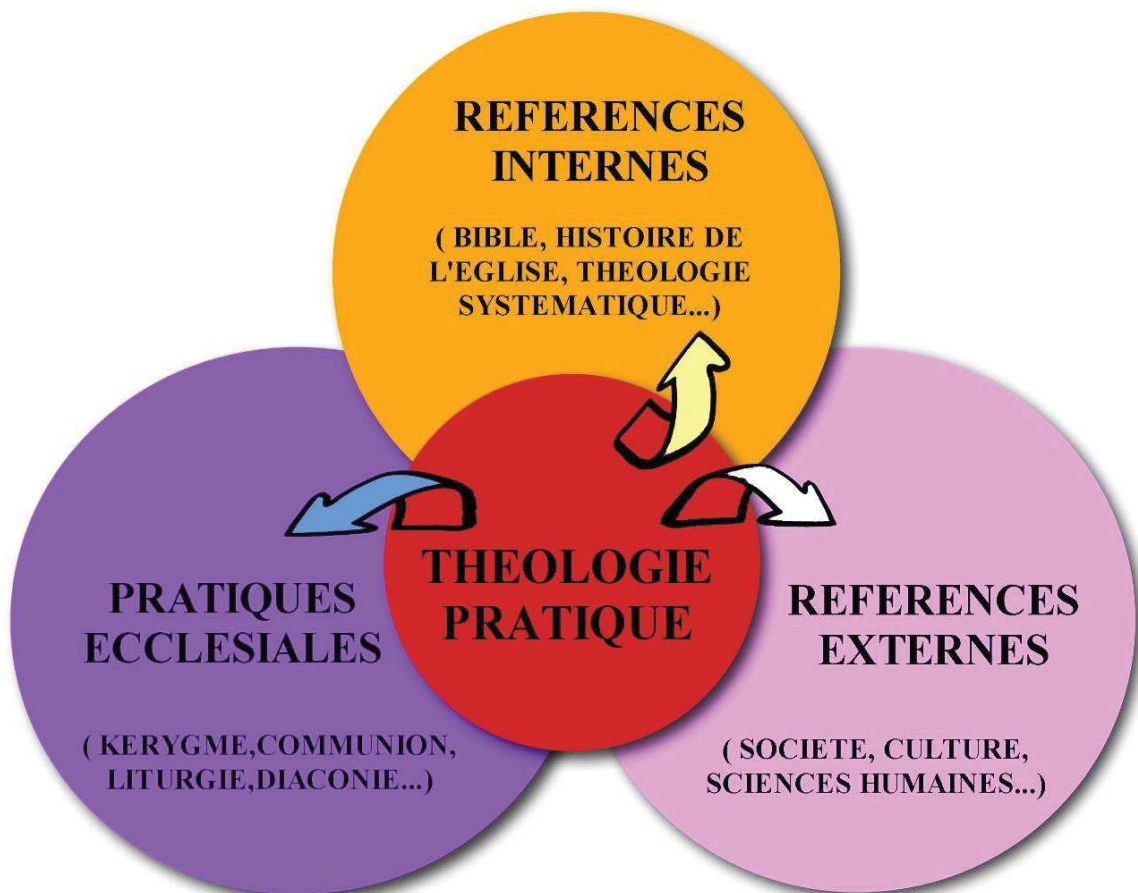 REFERENCES
INTERNES
( BIBLE, HISTOIRE DE
L'EGLISE, THEOLOGIE
SYSTEMATIQUE...)
THEOLOGIE
PRATIQUE
PRATIQUES
ECCLESIALES
( KERYGME,COMMUNION,
LITURGIE,DIACONIE...)
REFERENCES
EXTERNES
( SOCIETE, CULTURE,
SCIENCES HUMAINES...)